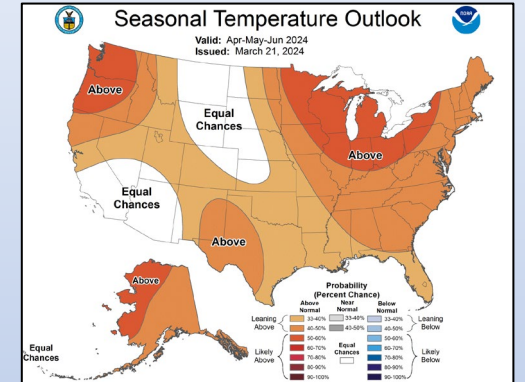 Seasonal Temperature Outlook
NOAA
Valid: Apr-May-Jun 2024
Issued: March 21, 2024
Above
Equal
Chances
Above
Equal
Chances
Above
Above
Equal
Chances
Probability
(Percent Chance)
Above
Normal
Near
Normal
Below
Normal
Leaning
Above
33-40%
33-40%
33-40%
Leaning
Below
40-50%
40-50%
40-50%
Likely
Above
50-60%
50-60%
Likely
Below
60-70%
60-70%
70-80%
Equal
Chances
70-80%
80-90%
80-90%
90-100%
90-100%